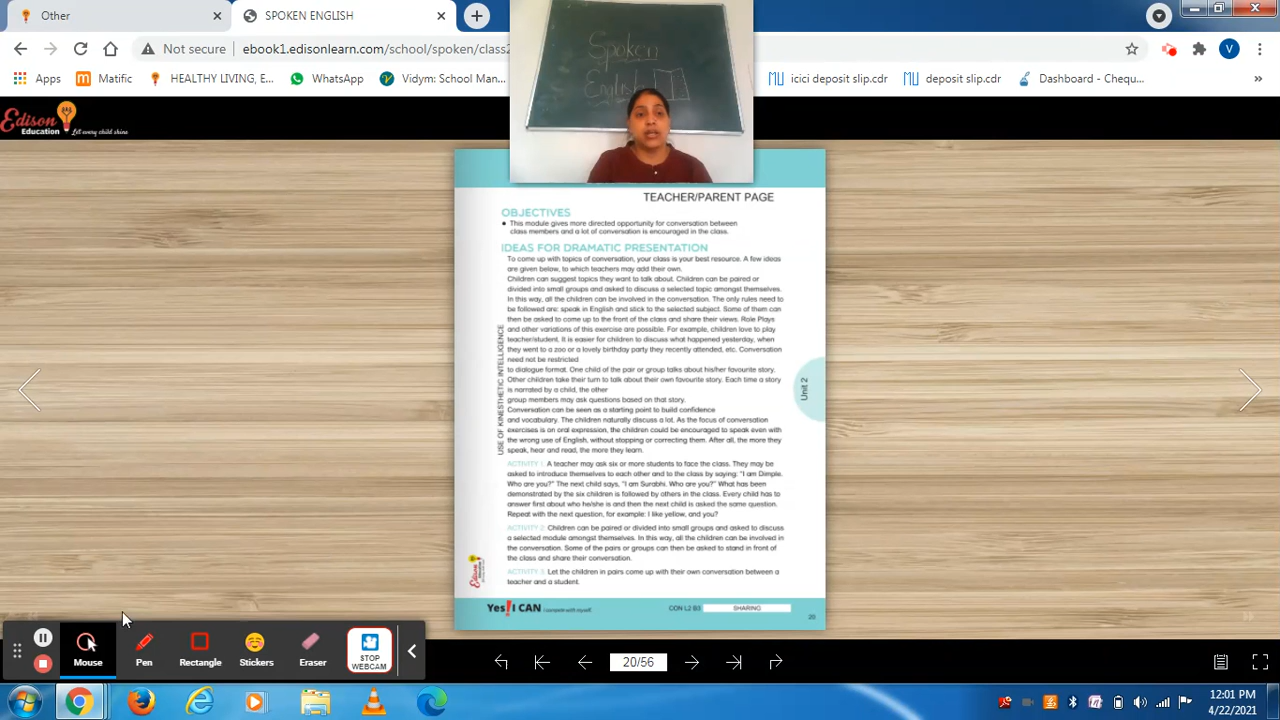 Other
SPOKEN ENGLISH
Not secure
ebook1.edisonlearn.com/school/spoken/class2
Apps
Matific
HEALTHY LIVING, E...
WhatsApp
Vidym: School Man...
icici deposit slip.cdr
deposit slip.cdr
Dashboard - Chequ...
V
Edison
Education
Let every child shine
Spoken
English
TEACHER/PARENT PAGE
OBJECTIVES
• This module gives more directed opportunity for conversation between
class members and a lot of conversation is encouraged in the class.
IDEAS FOR DRAMATIC PRESENTATION
To come up with topics of conversation, your class is your best resource. A few ideas
are given below, to which teachers may add their own.
Children can suggest topics they want to talk about. Children can be paired or
divided into small groups and asked to discuss a selected topic amongst themselves.
In this way, all the children can be involved in the conversation. The only rules need to
be followed are: speak in English and stick to the selected subject. Some of them can
then be asked to come up to the front of the class and share their views. Role Plays
and other variations of this exercise are possible. For example, children love to play
teacher/student. It is easier for children to discuss what happened yesterday, when
they went to a zoo or a lovely birthday party they recently attended, etc. Conversation
need not be restricted
to dialogue format. One child of the pair or group talks about his/her favourite story.
Other children take their turn to talk about their own favourite story. Each time a story
is narrated by a child, the other
group members may ask questions based on that story.
Conversation can be seen as a starting point to build confidence
and vocabulary. The children naturally discuss a lot. As the focus of conversation
exercises is on oral expression, the children could be encouraged to speak even with
the wrong use of English, without stopping or correcting them. After all, the more they
speak, hear and read, the more they learn.
USE OF KINESTHETIC INTELLIGENCE
Unit 2
ACTIVITY 1: A teacher may ask six or more students to face the class. They may be
asked to introduce themselves to each other and to the class by saying: "I am Dimple.
Who are you?" The next child says, "I am Surabhi. Who are you?" What has been
demonstrated by the six children is followed by others in the class. Every child has to
answer first about who he/she is and then the next child is asked the same question.
Repeat with the next question, for example: I like yellow, and you?
ACTIVITY 2: Children can be paired or divided into small groups and asked to discuss
a selected module amongst themselves. In this way, all the children can be involved in
the conversation. Some of the pairs or groups can then be asked to stand in front of
the class and share their conversation.
ACTIVITY 3: Let the children in pairs come up with their own conversation between a
teacher and a student.
Yes! I CAN I compete with myself.
CON L2 B3 SHARING
20
Mouse
Pen
Stickers
Eraser
STOP
WEBCAM
20/56
12:01 PM
4/22/2021